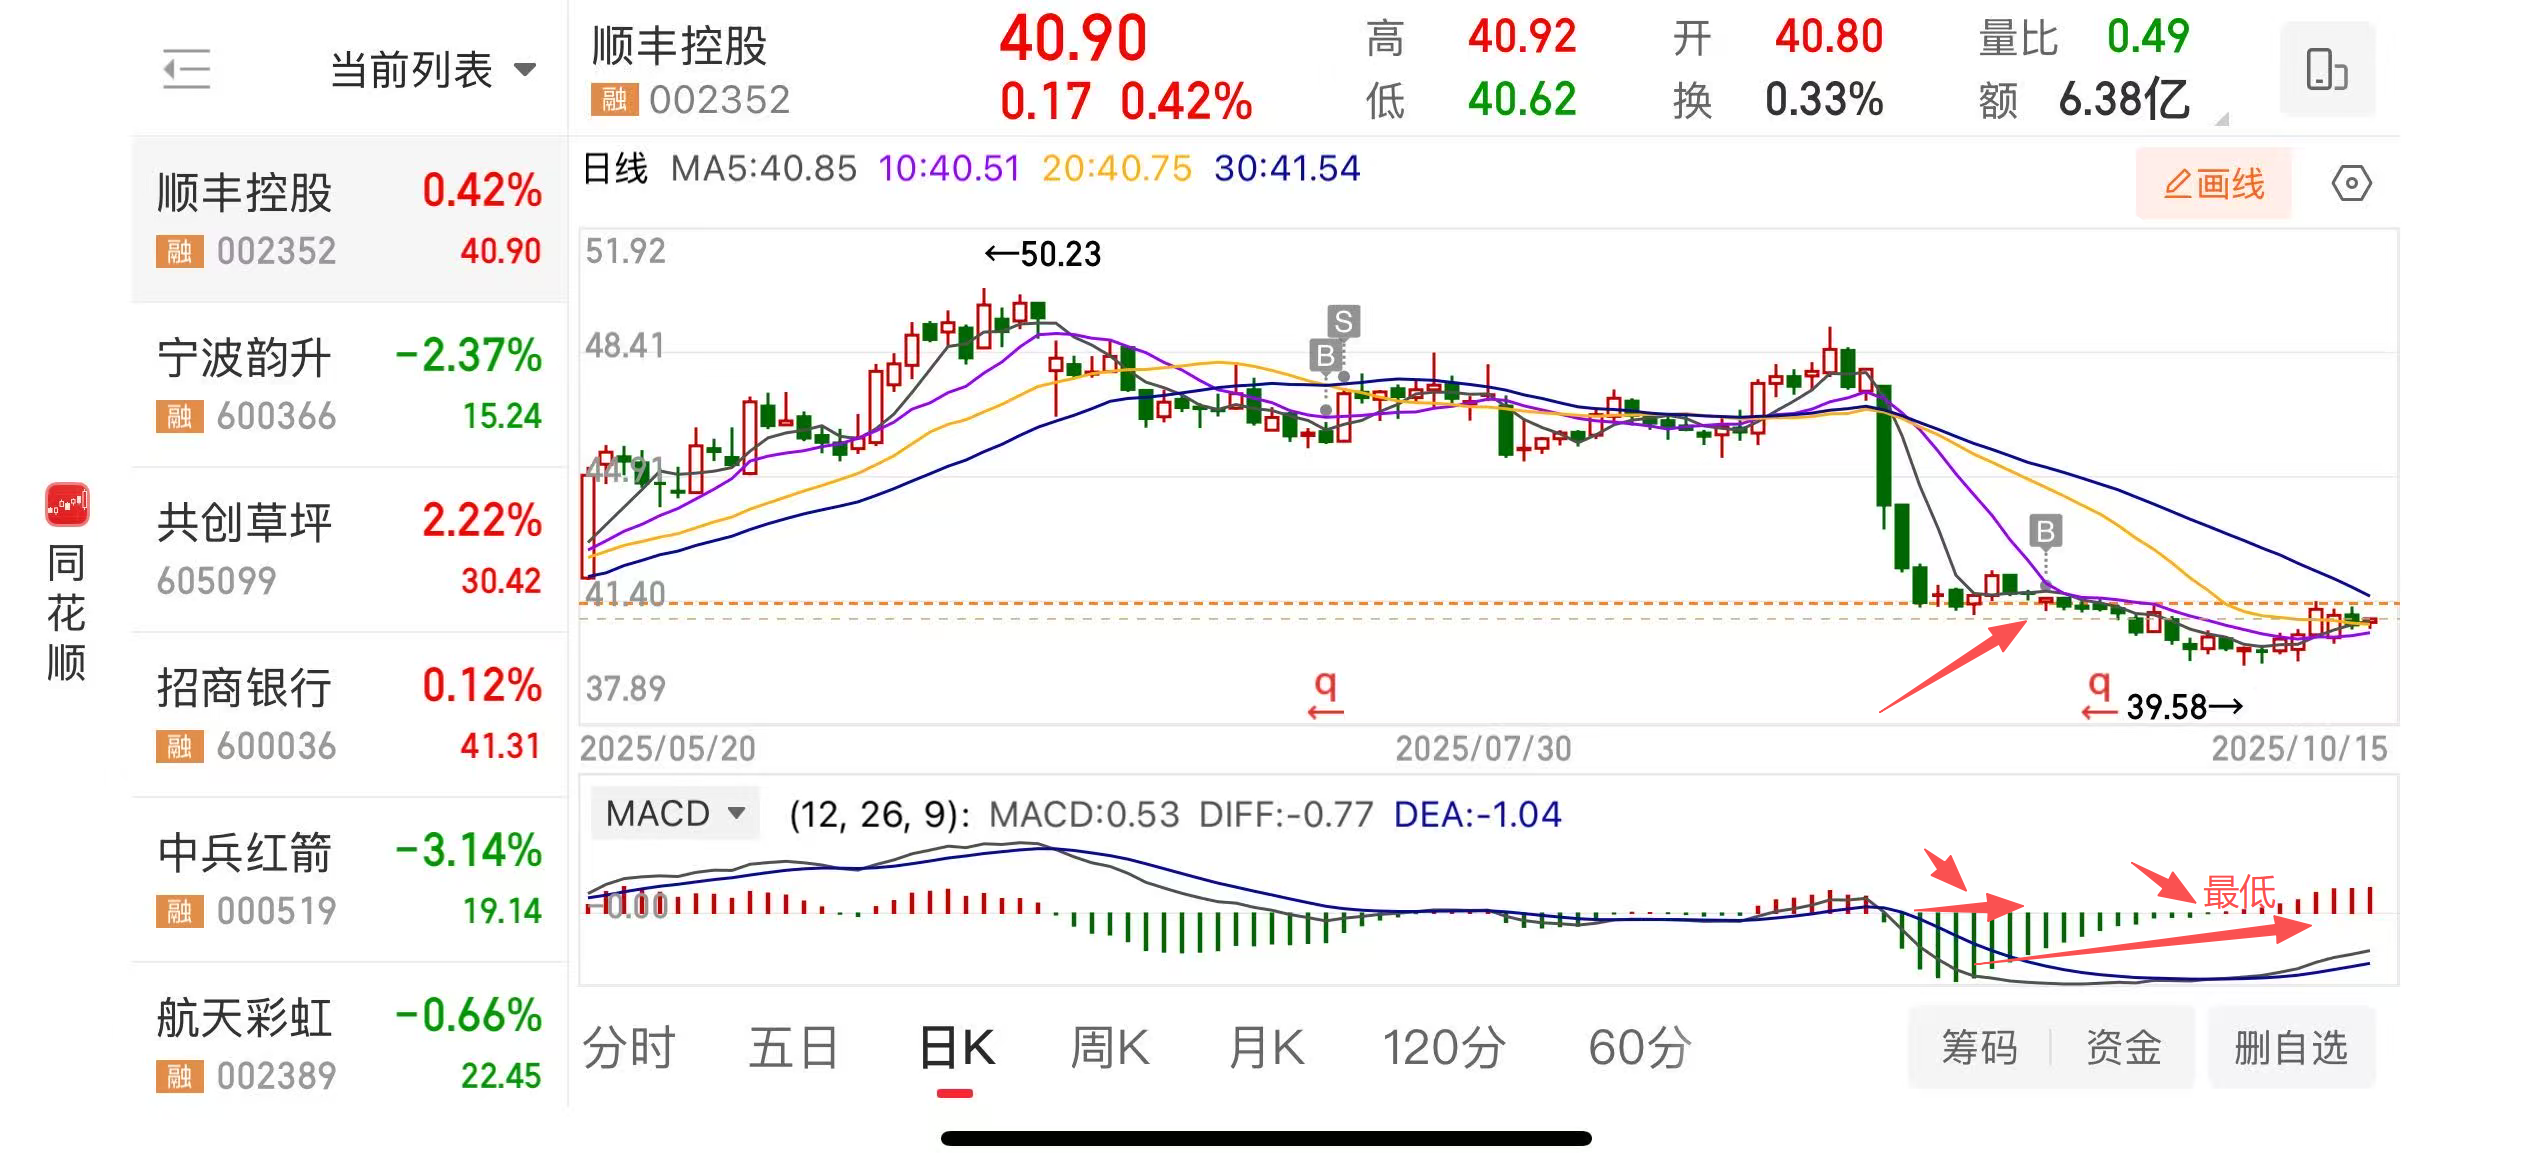 同
花
顺
当前列表
顺丰控股 0.42%
融 002352 40.90
宁波韵升 -2.37%
融 600366 15.24
共创草坪 2.22%
605099 30.42
招商银行 0.12%
融 600036 41.31
中兵红箭 -3.14%
融 000519 19.14
航天彩虹 -0.66%
融 002389 22.45
顺丰控股 40.90 高 40.92 开 40.80 量比 0.49
融 002352 0.17 0.42% 低 40.62 换 0.33% 额 6.38亿
日线 MA5:40.85 10:40.51 20:40.75 30:41.54
画线
51.92
←50.23
S
48.41
B
44.91
B
41.40
37.89
q
q
39.58→
2025/05/20 2025/07/30 2025/10/15
MACD (12, 26, 9): MACD:0.53 DIFF:-0.77 DEA:-1.04
最低
0.00
分时 五日 日K 周K 月K 120分 60分 筹码 资金 删自选